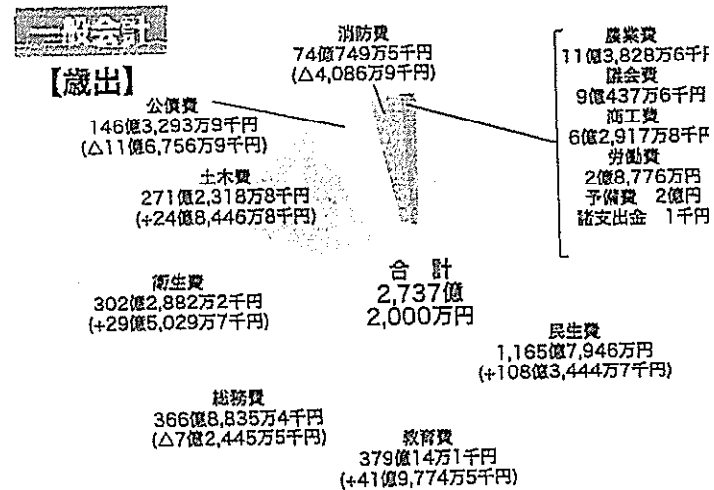 一般会計
【歳出】
消防費
74億749万5千円
(△4,086万9千円)
農業費
11億3,828万6千円
議会費
9億437万6千円
商工費
6億2,917万8千円
労働費
2億8,776万円
予備費 2億円
諸支出金 1千円
公債費
146億3,293万9千円
(△11億6,756万9千円)
土木費
271億2,318万8千円
(+24億8,446万8千円)
衛生費
302億2,882万2千円
(+29億5,029万7千円)
合計
2,737億
2,000万円
民生費
1,165億7,946万円
(+108億3,444万7千円)
総務費
366億8,835万4千円
(△7億2,445万5千円)
教育費
379億14万1千円
(+41億9,774万5千円)